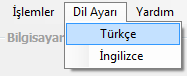 İşlemler Dil Ayarı Yardım
Türkçe
Bilgisayar
İngilizce